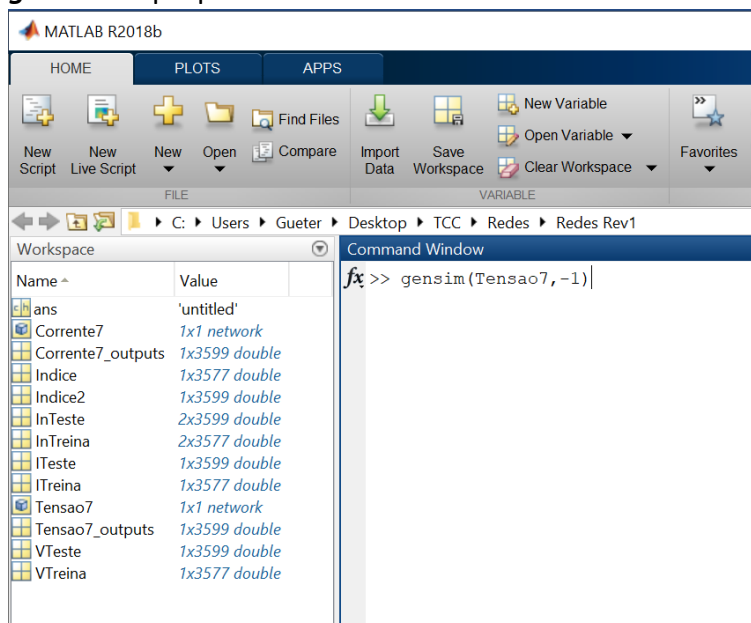 MATLAB R2018b
HOME PLOTS APPS
New Script
New Live Script
New
Open
Find Files
Compare
Import Data
Save Workspace
New Variable
Open Variable
Clear Workspace
Favorites
FILE VARIABLE
C: Users Gueter Desktop TCC Redes Redes Rev1
Workspace
Name Value
ans 'untitled'
Corrente7 1x1 network
Corrente7_outputs 1x3599 double
Indice 1x3577 double
Indice2 1x3599 double
InTeste 2x3599 double
InTreina 2x3577 double
ITeste 1x3599 double
ITreina 1x3577 double
Tensao7 1x1 network
Tensao7_outputs 1x3599 double
VTeste 1x3599 double
VTreina 1x3577 double
Command Window
fx >> gensim(Tensao7,-1)